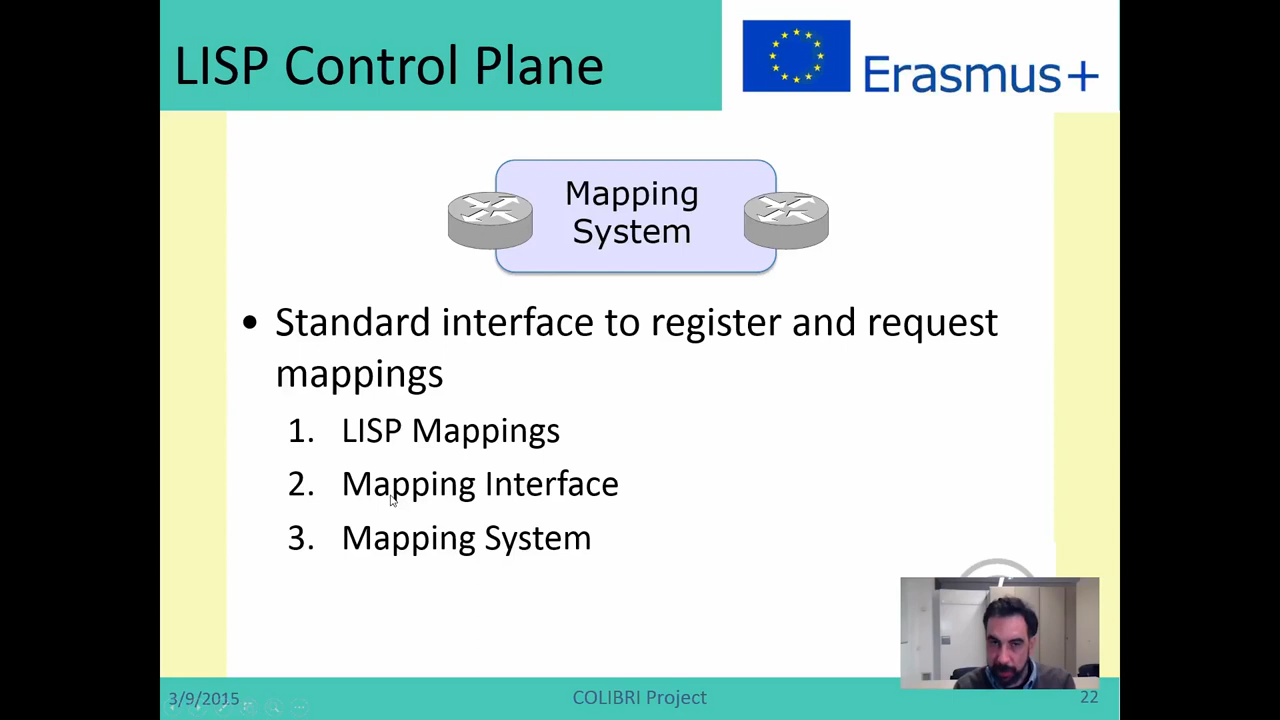 LISP Control Plane
Erasmus+
Mapping
System
• Standard interface to register and request
mappings
1. LISP Mappings
2. Mapping Interface
3. Mapping System
3/9/2015
COLIBRI Project
22